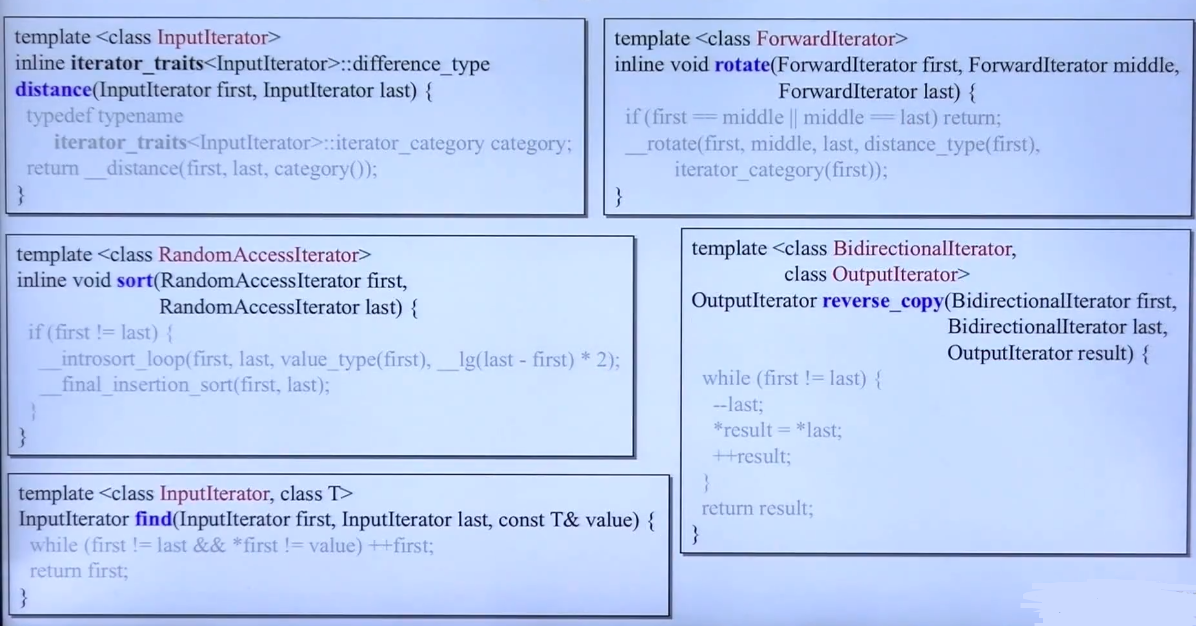 template <class InputIterator>
inline iterator_traits<InputIterator>::difference_type
distance(InputIterator first, InputIterator last) {
typedef typename
iterator_traits<InputIterator>::iterator_category category;
return __distance(first, last, category());
}
template <class ForwardIterator>
inline void rotate(ForwardIterator first, ForwardIterator middle,
ForwardIterator last) {
if (first == middle || middle == last) return;
__rotate(first, middle, last, distance_type(first),
iterator_category(first));
}
template <class RandomAccessIterator>
inline void sort(RandomAccessIterator first,
RandomAccessIterator last) {
if (first != last) {
__introsort_loop(first, last, value_type(first), __lg(last - first) * 2);
__final_insertion_sort(first, last);
}
}
template <class BidirectionalIterator,
class OutputIterator>
OutputIterator reverse_copy(BidirectionalIterator first,
BidirectionalIterator last,
OutputIterator result) {
while (first != last) {
--last;
*result = *last;
++result;
}
return result;
}
template <class InputIterator, class T>
InputIterator find(InputIterator first, InputIterator last, const T& value) {
while (first != last && *first != value) ++first;
return first;
}